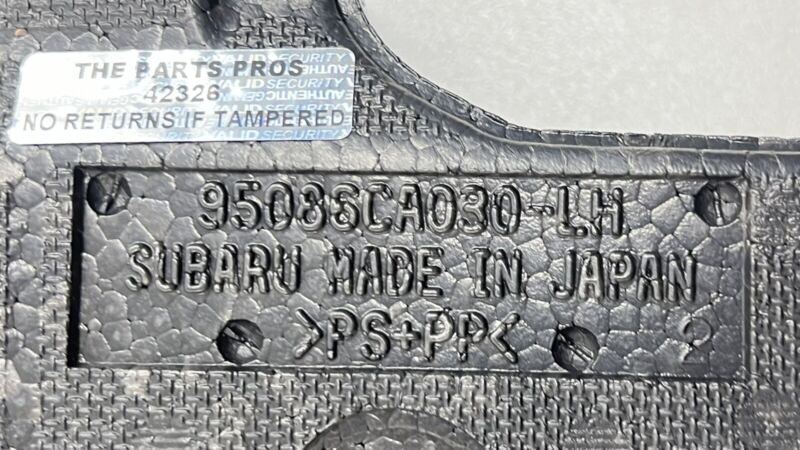 THE PARTS PROS
42326
NO RETURNS IF TAMPERED
95086CA030-LH
SUBARU MADE IN JAPAN
>PS+PP<
2